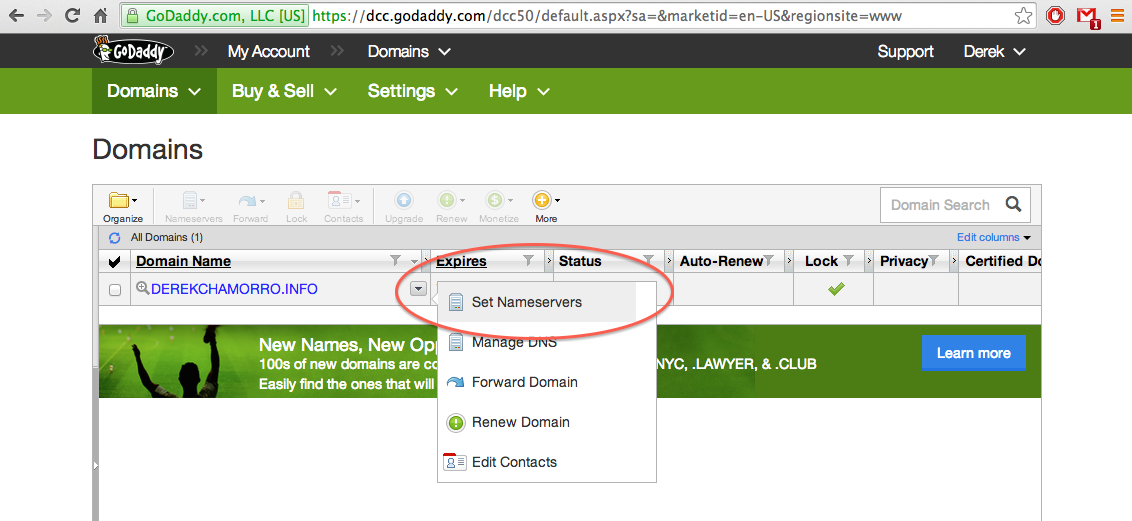 GoDaddy.com, LLC [US] https://dcc.godaddy.com/dcc50/default.aspx?sa=&marketid=en-US&regionsite=www
1
GoDaddy My Account Domains Support Derek
Domains Buy & Sell Settings Help
Domains
Organize Nameservers Forward Lock Contacts Upgrade Renew Monetize More
Domain Search
All Domains (1) Edit columns
Domain Name Expires Status Auto-Renew Lock Privacy Certified Do
DEREKCHAMORRO.INFO
Set Nameservers
Manage DNS
Forward Domain
Renew Domain
Edit Contacts
New Names, New Opp
100s of new domains are co NYC, .LAWYER, & .CLUB
Easily find the ones that will
Learn more